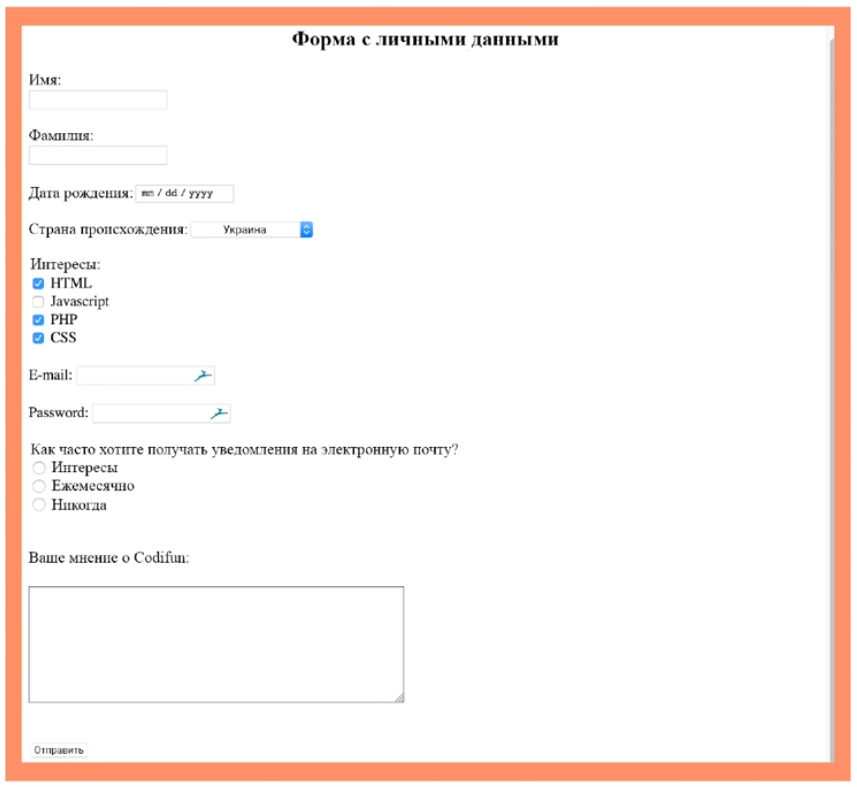 Форма с личными данными
Имя:
Фамилия:
Дата рождения: mm / dd / yyyy
Страна происхождения: Украина
Интересы:
HTML
Javascript
PHP
CSS
E-mail:
Password:
Как часто хотите получать уведомления на электронную почту?
Интересы
Ежемесячно
Никогда
Ваше мнение о Codifun:
Отправить